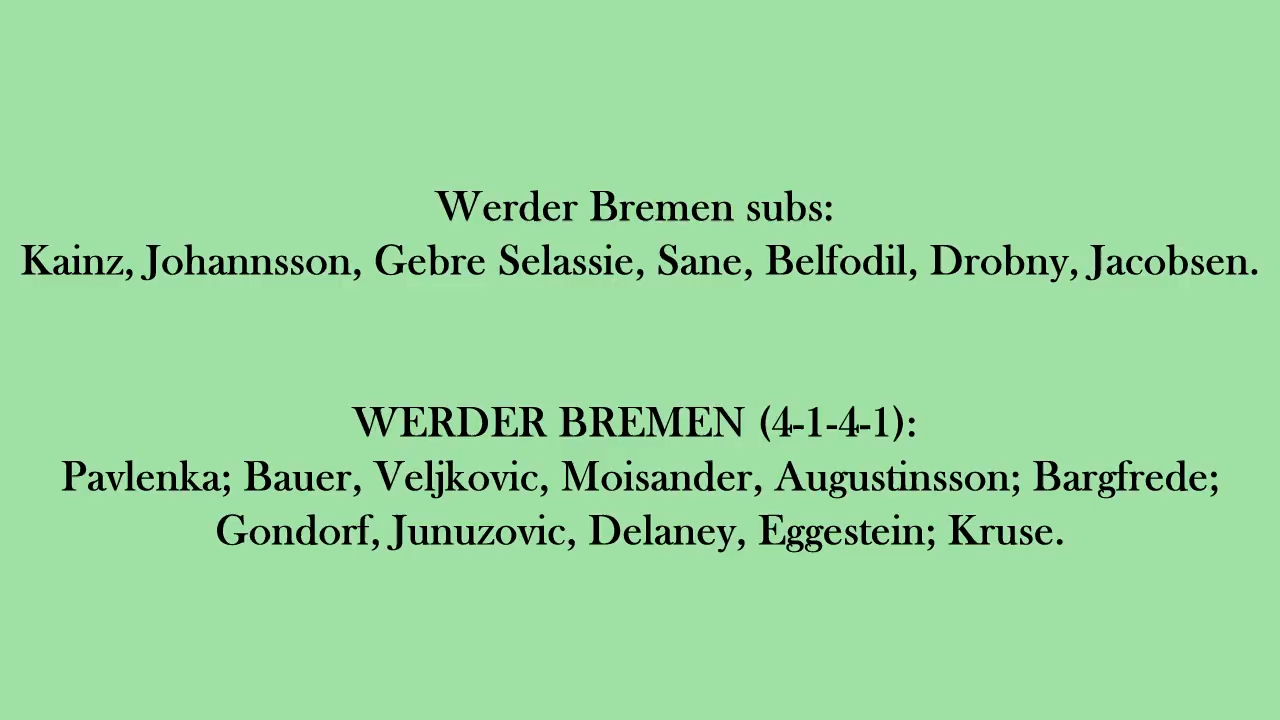 Werder Bremen subs:
Kainz, Johannsson, Gebre Selassie, Sane, Belfodil, Drobny, Jacobsen.
WERDER BREMEN (4-1-4-1):
Pavlenka; Bauer, Veljkovic, Moisander, Augustinsson; Bargfrede;
Gondorf, Junuzovic, Delaney, Eggestein; Kruse.